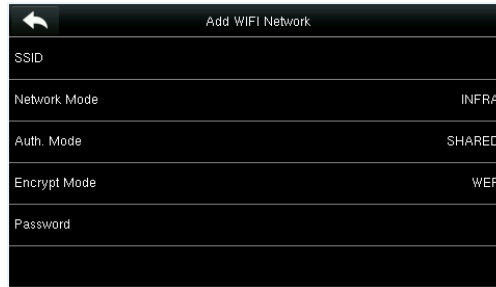 Add WIFI Network
SSID
Network Mode INFRA
Auth. Mode SHARED
Encrypt Mode WEP
Password